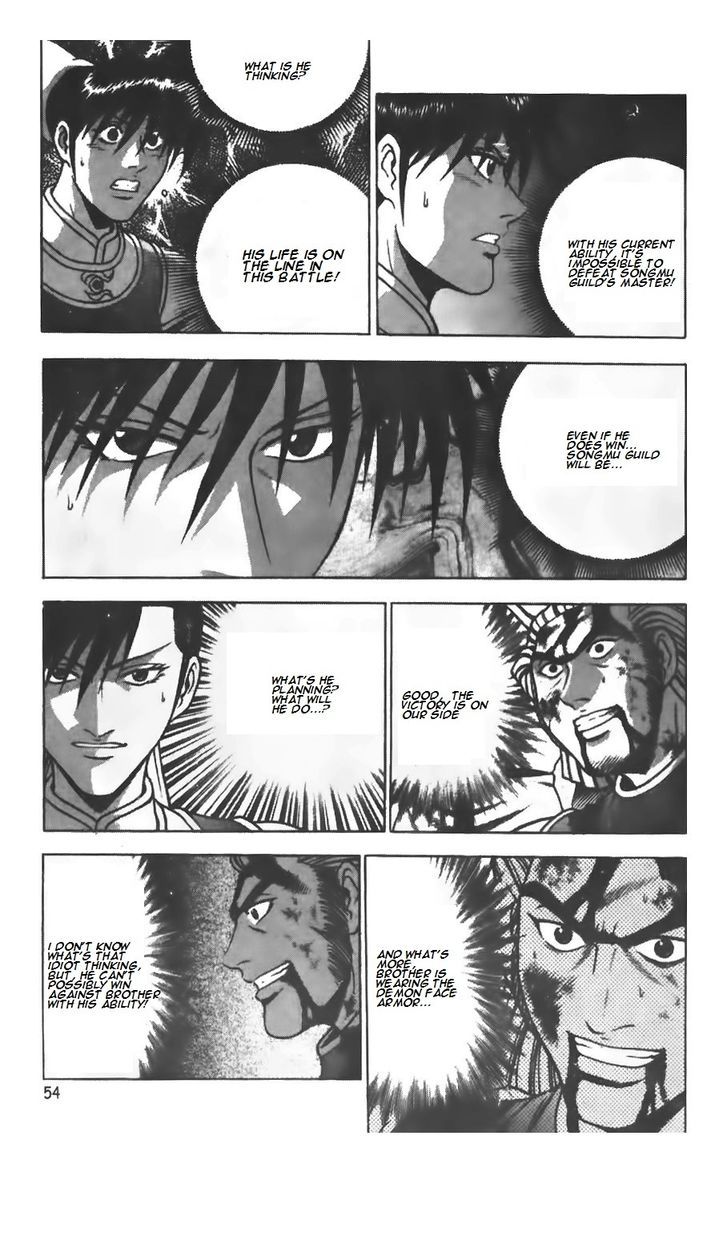 WHAT IS HE
THINKING?
HIS LIFE IS ON
THE LINE IN
THIS BATTLE!
WITH HIS CURRENT
ABILITY, IT'S
IMPOSSIBLE TO
DEFEAT SONGMU
GUILD'S MASTER!
EVEN IF HE
DOES WIN...
SONGMU GUILD
WILL BE...
WHAT'S HE
PLANNING?
WHAT WILL
HE DO...?
GOOD, THE
VICTORY IS ON
OUR SIDE
I DON'T KNOW
WHAT'S THAT
IDIOT THINKING,
BUT, HE CAN'T
POSSIBLY WIN
AGAINST BROTHER
WITH HIS ABILITY!
AND WHAT'S
MORE,
BROTHER IS
WEARING THE
DEMON FACE
ARMOR...
54